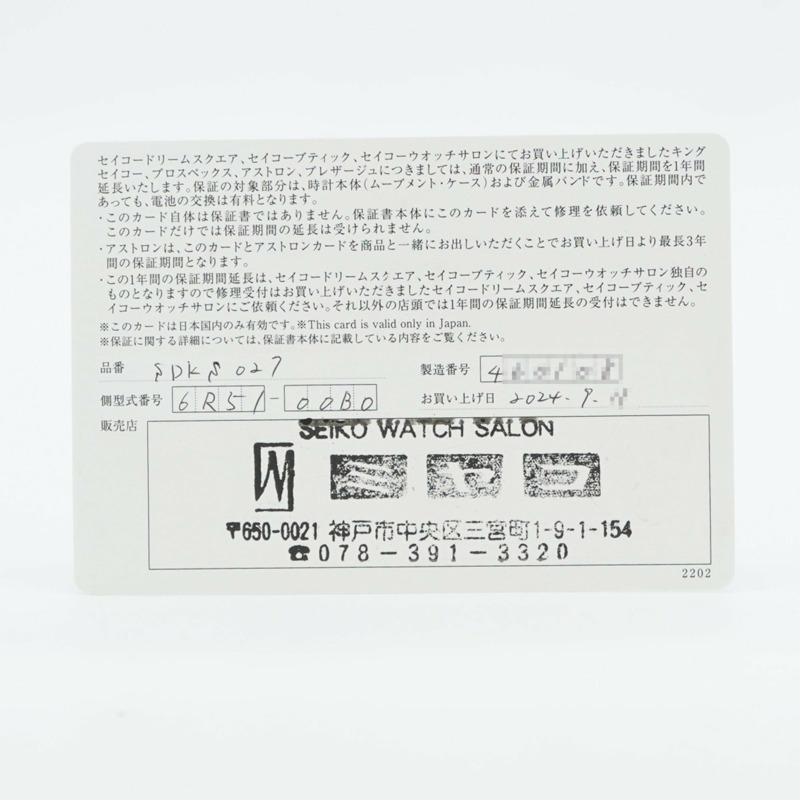 セイコードリームスクエア、セイコーブティック、セイコーウオッチサロンにてお買い上げいただきましたキング
セイコー、プロスペックス、アストロン、プレザージュにつきましては、通常の保証期間に加え、保証期間を1年間
延長いたします。保証の対象部分は、時計本体(ムーブメント・ケース)および金属バンドです。保証期間内で
あっても、電池の交換は有料となります。
・このカード自体は保証書ではありません。保証書本体にこのカードを添えて修理を依頼してください。
このカードだけでは保証期間の延長は受けられません。
・アストロンは、このカードとアストロンカードを商品と一緒にお出しいただくことでお買い上げ日より最長3年
間の保証期間となります。
・この1年間の保証期間延長は、セイコードリームスクエア、セイコーブティック、セイコーウオッチサロン独自の
ものとなりますので修理受付はお買い上げいただきましたセイコードリームスクエア、セイコーブティック、セ
イコーウオッチサロンにご依頼ください。それ以外の店頭では1年間の保証期間延長の受付はできません。
※このカードは日本国内のみ有効です。※This card is valid only in Japan.
※保証に関する詳細については、保証書本体に記載している内容をご覧ください。
品番 SDKS027 製造番号 4
側型式番号 6R51-00B0 お買い上げ日 2024.9.
販売店
SEIKO WATCH SALON
ミヤコ
〒650-0021 神戸市中央区三宮町1-9-1-154
☎078-391-3320
2202